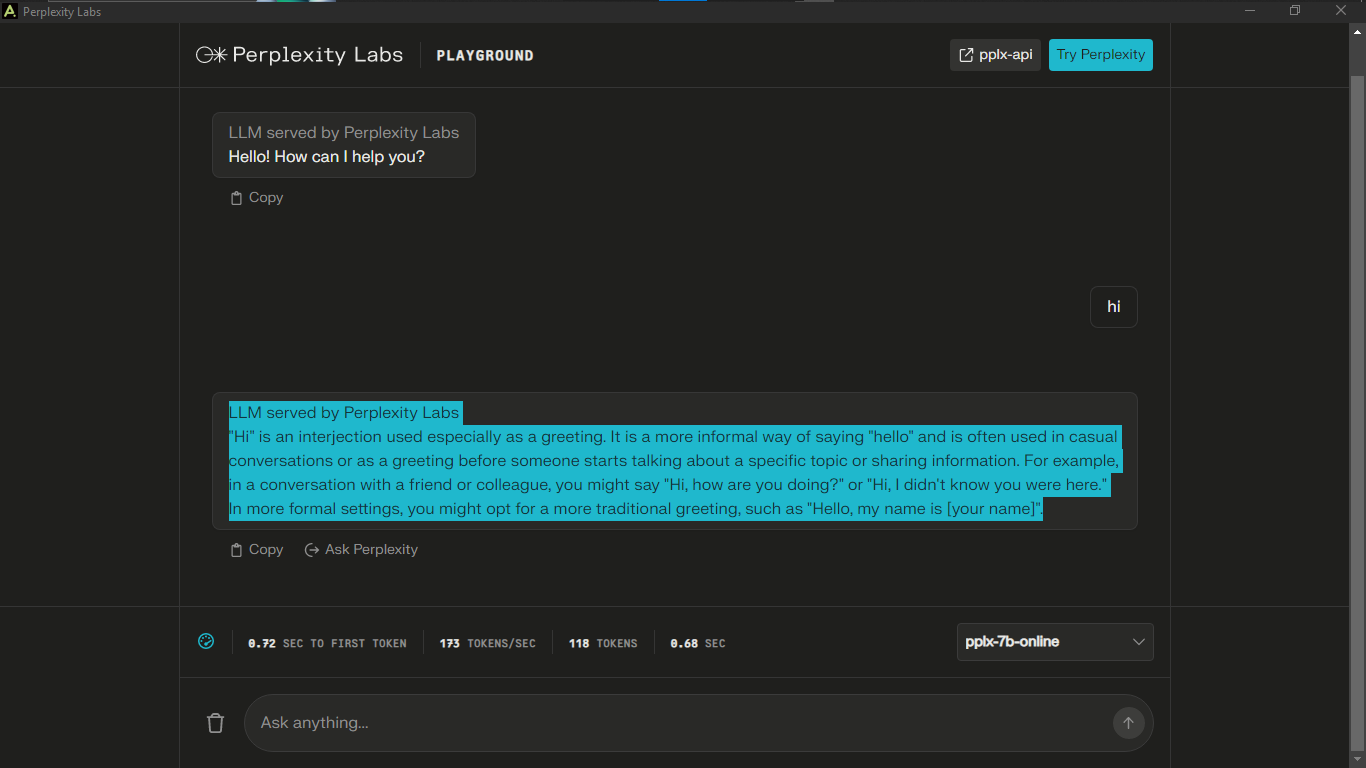 Perplexity Labs
Perplexity Labs PLAYGROUND pplx-api Try Perplexity
LLM served by Perplexity Labs
Hello! How can I help you?
Copy
hi
LLM served by Perplexity Labs
"Hi" is an interjection used especially as a greeting. It is a more informal way of saying "hello" and is often used in casual
conversations or as a greeting before someone starts talking about a specific topic or sharing information. For example,
in a conversation with a friend or colleague, you might say "Hi, how are you doing?" or "Hi, I didn't know you were here."
In more formal settings, you might opt for a more traditional greeting, such as "Hello, my name is [your name]".
Copy Ask Perplexity
0.72 SEC TO FIRST TOKEN 173 TOKENS/SEC 118 TOKENS 0.68 SEC pplx-7b-online
Ask anything...